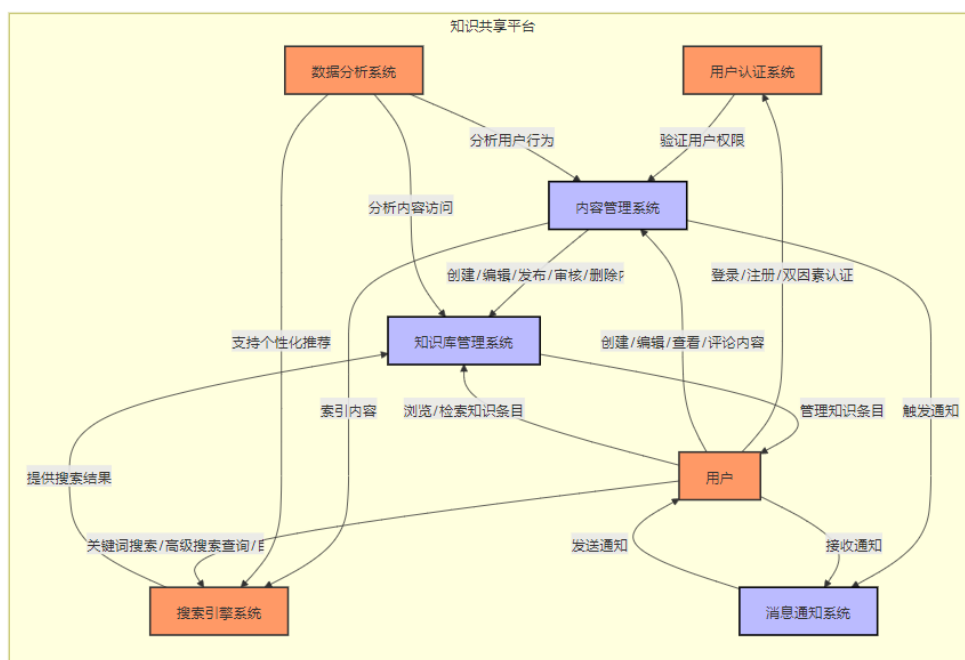 知识共享平台
数据分析系统
用户认证系统
分析用户行为
验证用户权限
内容管理系统
分析内容访问
创建/编辑/发布/审核/删除
登录/注册/双因素认证
知识库管理系统
支持个性化推荐
创建/编辑/查看/评论内容
索引内容
浏览/检索知识条目
管理知识条目
触发通知
提供搜索结果
用户
关键词搜索/高级搜索查询/
发送通知
接收通知
搜索引擎系统
消息通知系统